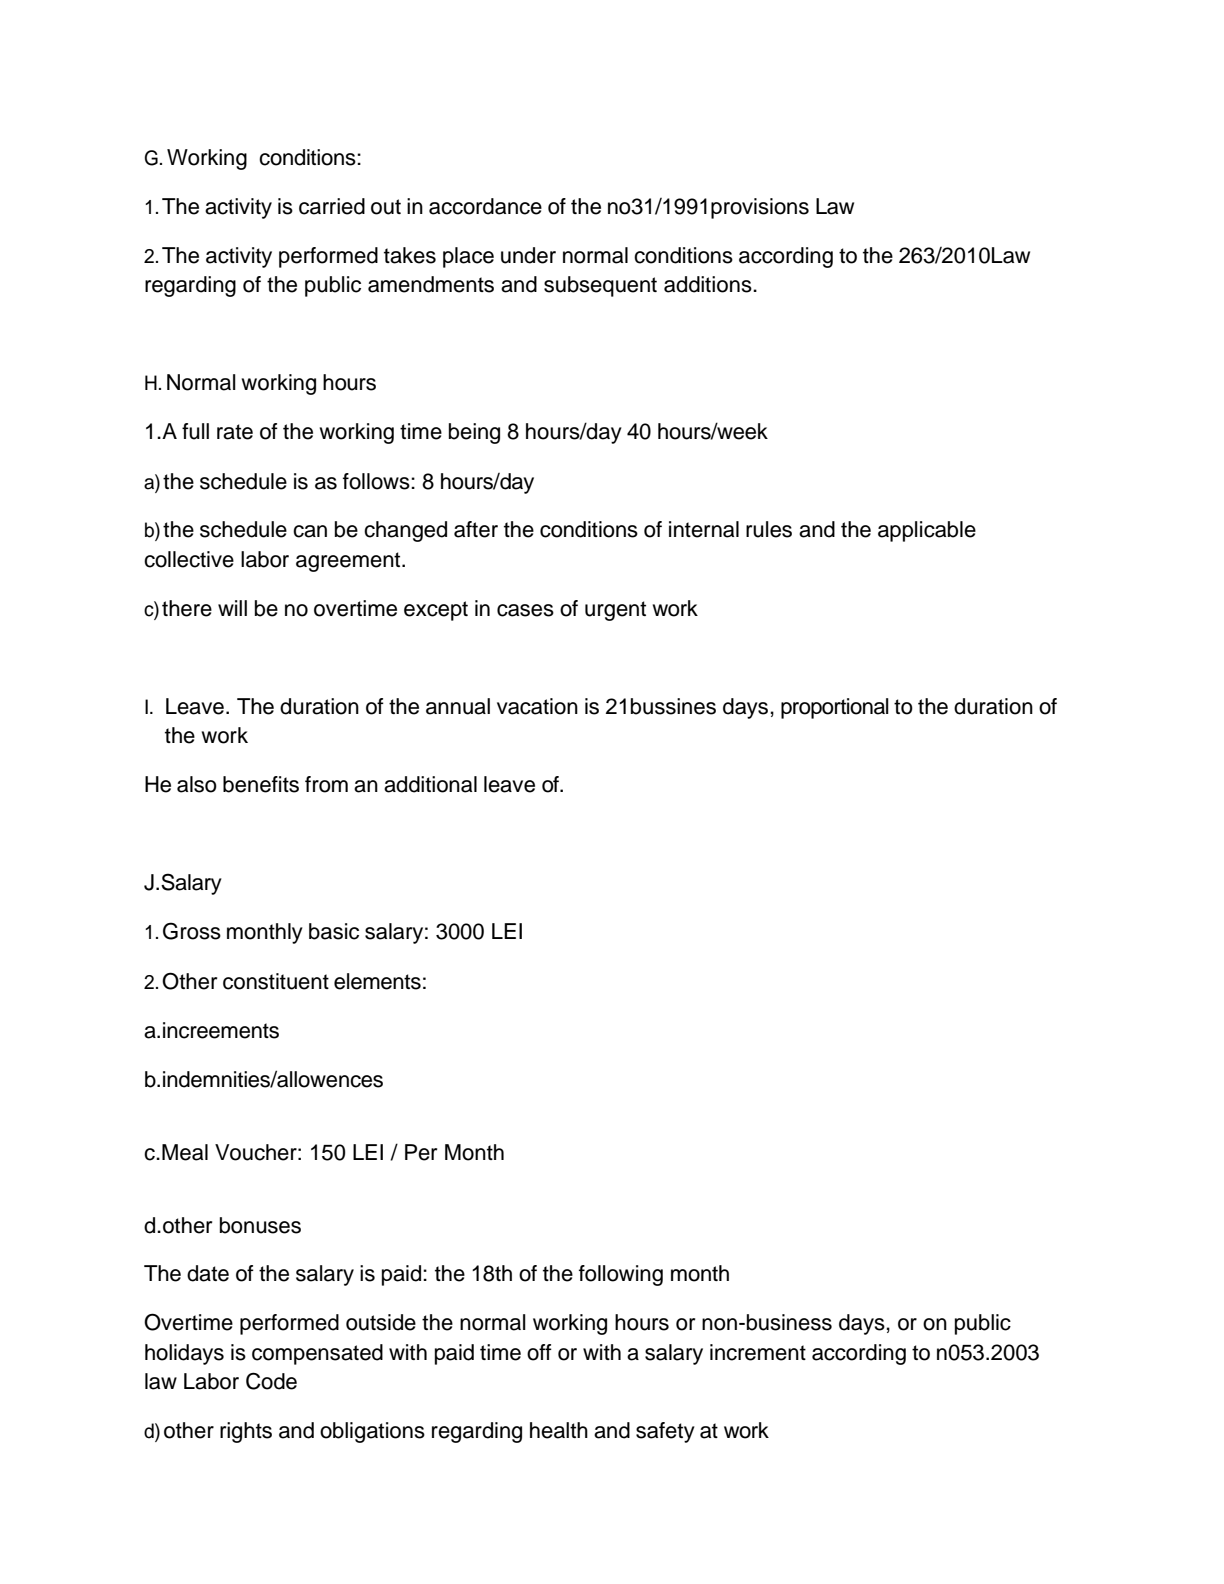 G. Working conditions:
1. The activity is carried out in accordance of the no31/1991provisions Law
2. The activity performed takes place under normal conditions according to the 263/2010Law
regarding of the public amendments and subsequent additions.
H. Normal working hours
1.A full rate of the working time being 8 hours/day 40 hours/week
a) the schedule is as follows: 8 hours/day
b) the schedule can be changed after the conditions of internal rules and the applicable
collective labor agreement.
c) there will be no overtime except in cases of urgent work
I. Leave. The duration of the annual vacation is 21bussines days, proportional to the duration of
the work
He also benefits from an additional leave of.
J.Salary
1. Gross monthly basic salary: 3000 LEI
2. Other constituent elements:
a.increements
b.indemnities/allowences
c.Meal Voucher: 150 LEI / Per Month
d.other bonuses
The date of the salary is paid: the 18th of the following month
Overtime performed outside the normal working hours or non-business days, or on public
holidays is compensated with paid time off or with a salary increment according to n053.2003
law Labor Code
d) other rights and obligations regarding health and safety at work